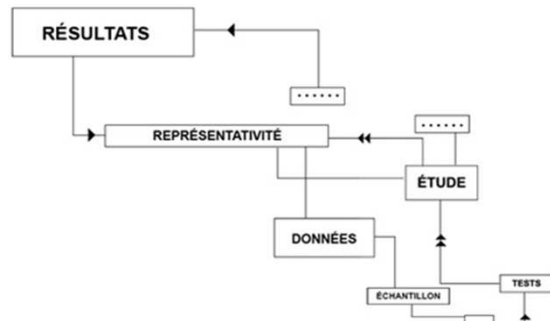 RÉSULTATS
......
......
REPRÉSENTATIVITÉ
ÉTUDE
DONNÉES
TESTS
ÉCHANTILLON